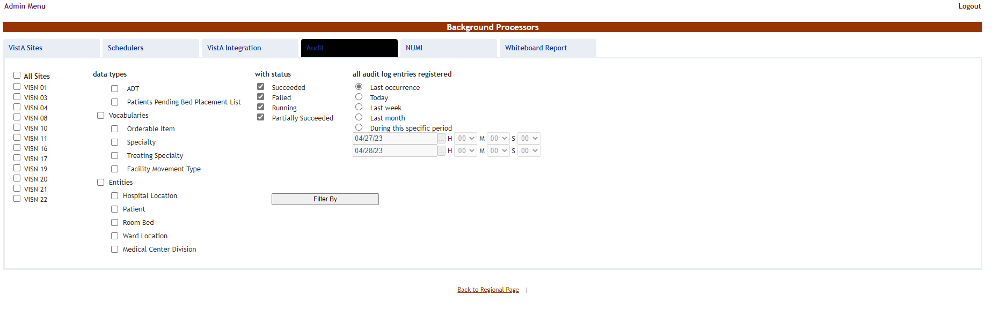 Admin Menu
Logout
Background Processors
VistA Sites
Schedulers
VistA Integration
Audit
NUMI
Whiteboard Report
All Sites
VISN 01
VISN 03
VISN 04
VISN 08
VISN 10
VISN 11
VISN 16
VISN 17
VISN 19
VISN 20
VISN 21
VISN 22
data types
ADT
Patients Pending Bed Placement List
Vocabularies
Orderable Item
Specialty
Treating Specialty
Facility Movement Type
Entities
Hospital Location
Patient
Room Bed
Ward Location
Medical Center Division
with status
Succeeded
Failed
Running
Partially Succeeded
all audit log entries registered
Last occurrence
Today
Last week
Last month
During this specific period
04/27/23 ... H 00 M 00 S 00
04/28/23 ... H 00 M 00 S 00
Filter By
Back to Regional Page |